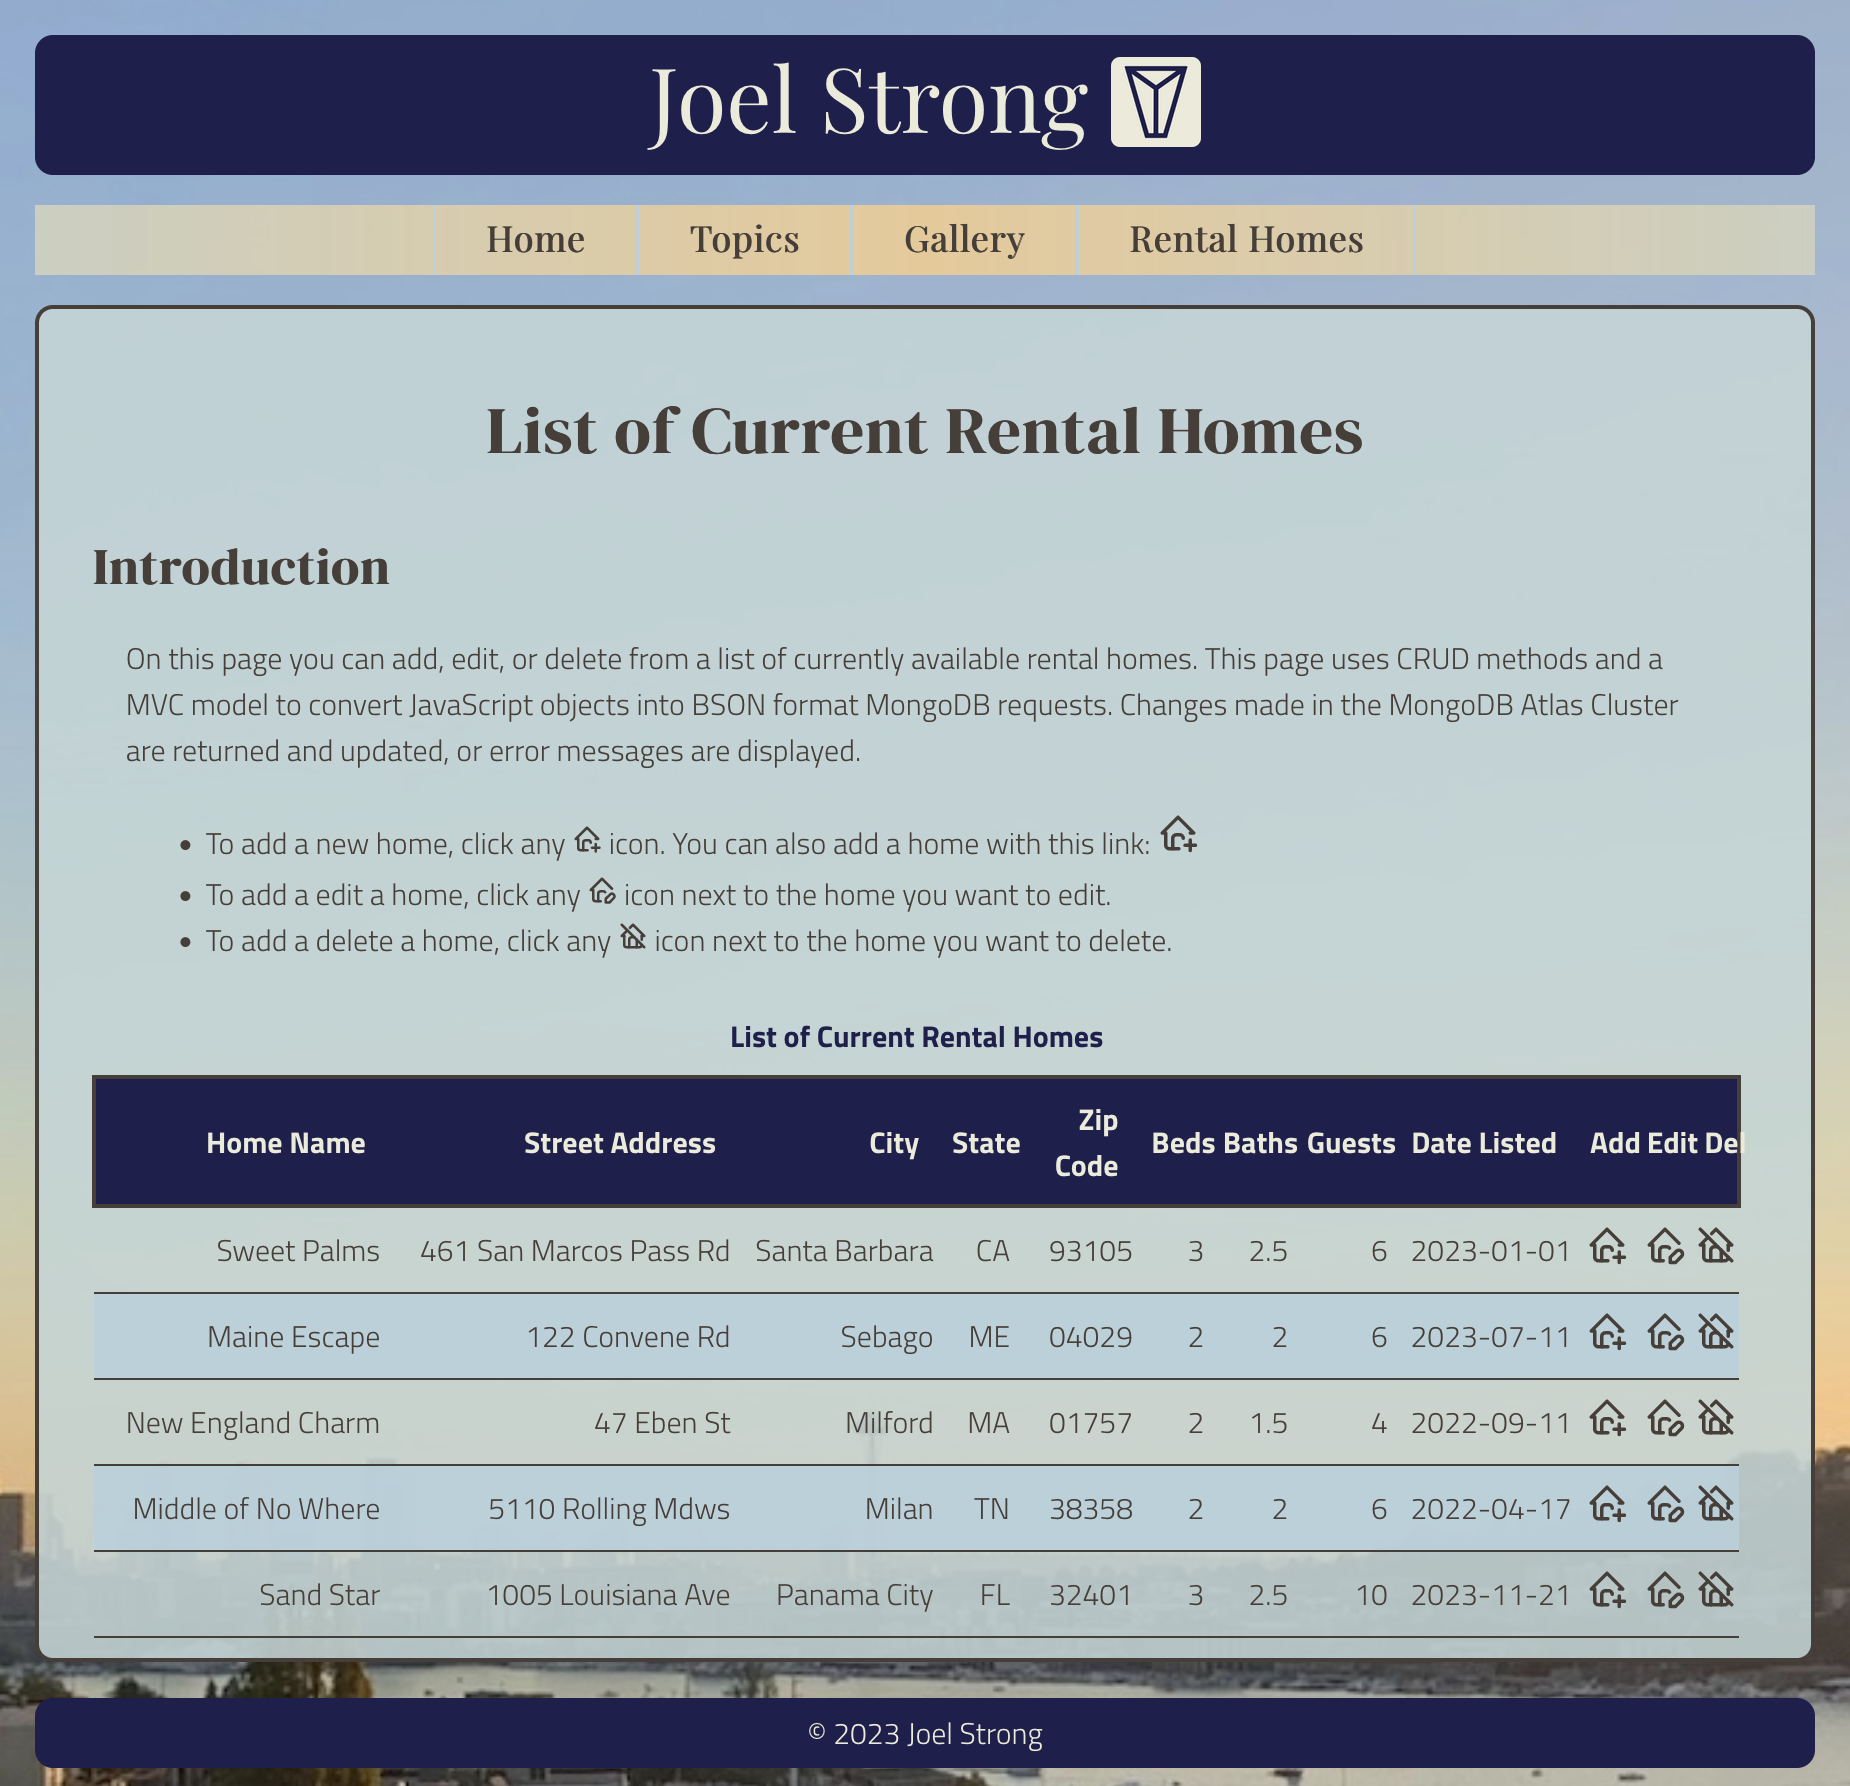 Joel Strong
Home Topics Gallery Rental Homes
List of Current Rental Homes
Introduction
On this page you can add, edit, or delete from a list of currently available rental homes. This page uses CRUD methods and a
MVC model to convert JavaScript objects into BSON format MongoDB requests. Changes made in the MongoDB Atlas Cluster
are returned and updated, or error messages are displayed.
• To add a new home, click any icon. You can also add a home with this link:
• To add a edit a home, click any icon next to the home you want to edit.
• To add a delete a home, click any icon next to the home you want to delete.
List of Current Rental Homes
Home Name Street Address City State Zip Code Beds Baths Guests Date Listed Add Edit Del
Sweet Palms 461 San Marcos Pass Rd Santa Barbara CA 93105 3 2.5 6 2023-01-01
Maine Escape 122 Convene Rd Sebago ME 04029 2 2 6 2023-07-11
New England Charm 47 Eben St Milford MA 01757 2 1.5 4 2022-09-11
Middle of No Where 5110 Rolling Mdws Milan TN 38358 2 2 6 2022-04-17
Sand Star 1005 Louisiana Ave Panama City FL 32401 3 2.5 10 2023-11-21
© 2023 Joel Strong